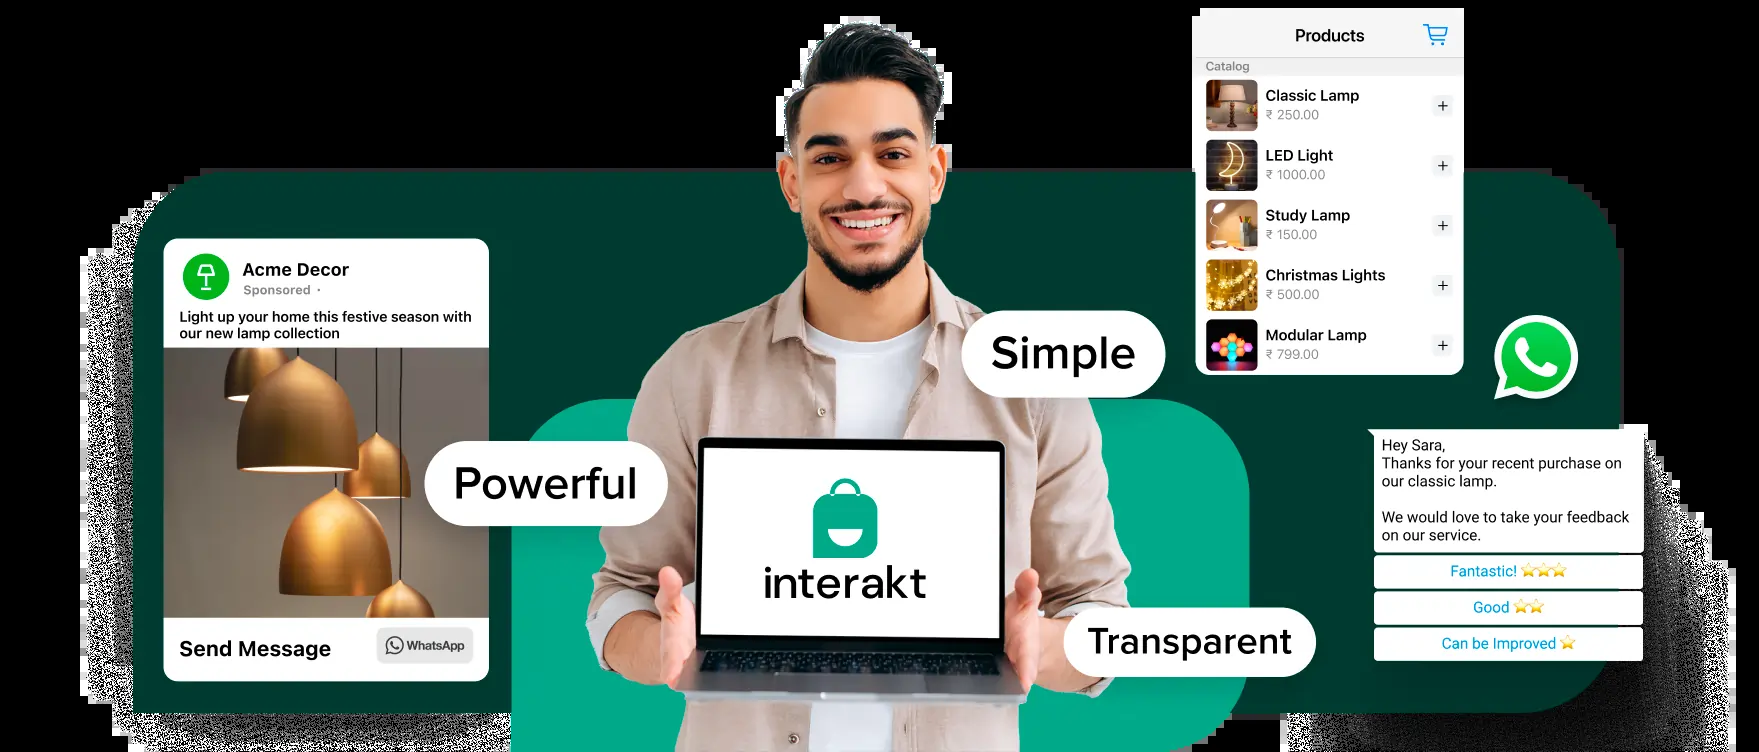 Acme Decor
Sponsored ·
Light up your home this festive season with
our new lamp collection
Send Message
WhatsApp
Powerful
Simple
Transparent
interakt
Products
Catalog
Classic Lamp
₹ 250.00
+
LED Light
₹ 1000.00
+
Study Lamp
₹ 150.00
+
Christmas Lights
₹ 500.00
+
Modular Lamp
₹ 799.00
+
Hey Sara,
Thanks for your recent purchase on
our classic lamp.
We would love to take your feedback
on our service.
Fantastic! ⭐⭐⭐
Good ⭐⭐
Can be Improved ⭐